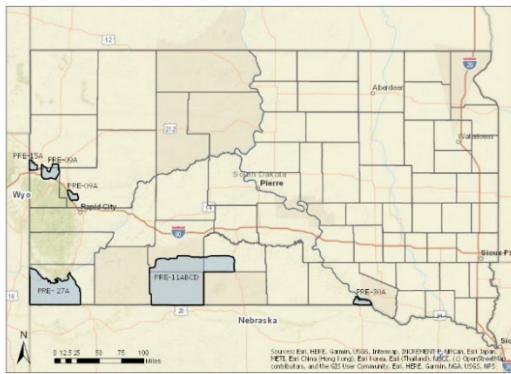 12
29
Aberdeen
212
Watertown
PRE-15A
PRE-09A
South Dakota
Pierre
PRE-09A
Wyo
Rapid City
90
Sioux F
PRE-11ABCD
PRE-27A
PRE-30A
18
20
Nebraska
N
0 12.5 25 50 75 100
Miles
Sources: Esri, HERE, Garmin, USGS, Intermap, INCREMENT P, NRCan, Esri Japan,
METI, Esri China (Hong Kong), Esri Korea, Esri (Thailand), NGCC, (c) OpenStreetMap
contributors, and the GIS User Community, Esri, HERE, Garmin, NGA, USGS, NPS